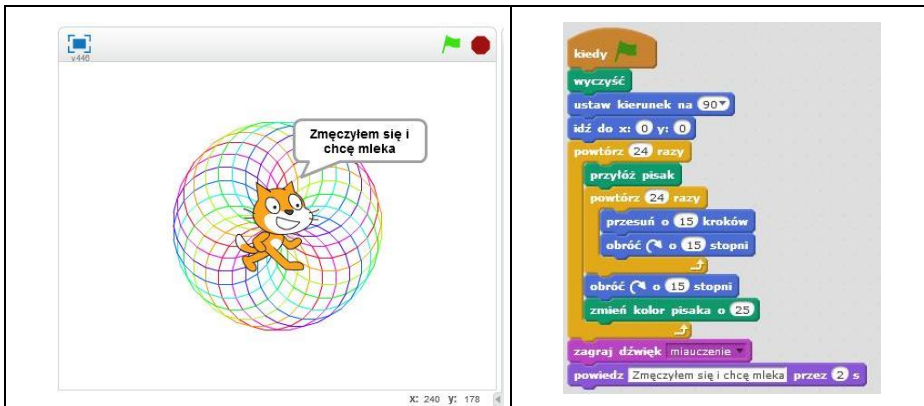 v446
Zmęczyłem się i
chcę mleka
X: 240 Y: 178
kiedy
wyczyść
ustaw kierunek na 90
idź do x: 0 y: 0
powtórz 24 razy
przyłóż pisak
powtórz 24 razy
przesuń o 15 kroków
obróć o 15 stopni
obróć o 15 stopni
zmień kolor pisaka o 25
zagraj dźwięk miauczenie
powiedz Zmęczyłem się i chcę mleka przez 2 s